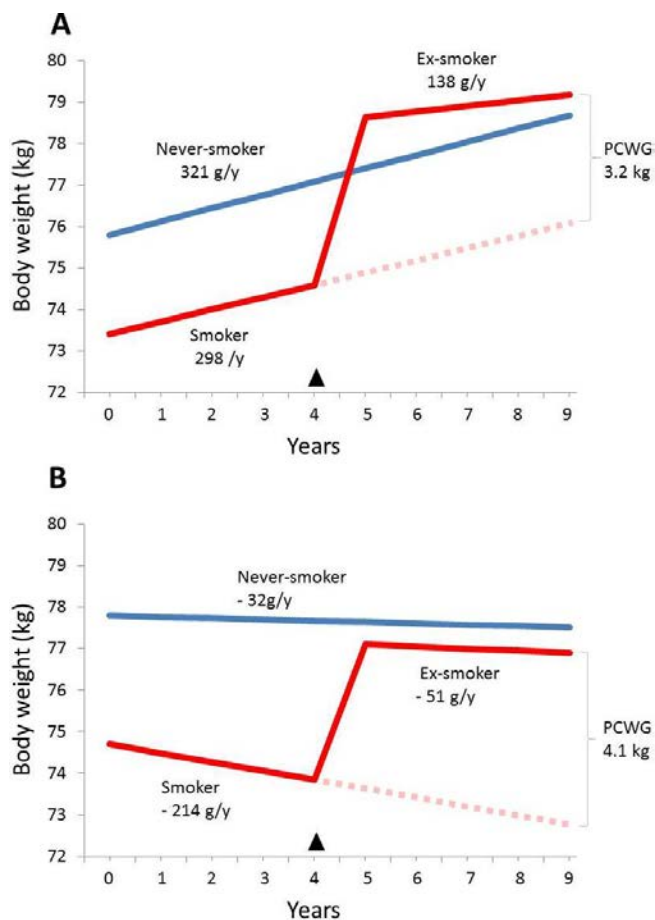 A
80
79
78
77
76
75
74
73
72
Body weight (kg)
Never-smoker
321 g/y
Ex-smoker
138 g/y
PCWG
3.2 kg
Smoker
298 /y
0 1 2 3 4 5 6 7 8 9
Years
B
80
79
78
77
76
75
74
73
72
Body weight (kg)
Never-smoker
- 32g/y
Ex-smoker
- 51 g/y
PCWG
4.1 kg
Smoker
- 214 g/y
0 1 2 3 4 5 6 7 8 9
Years